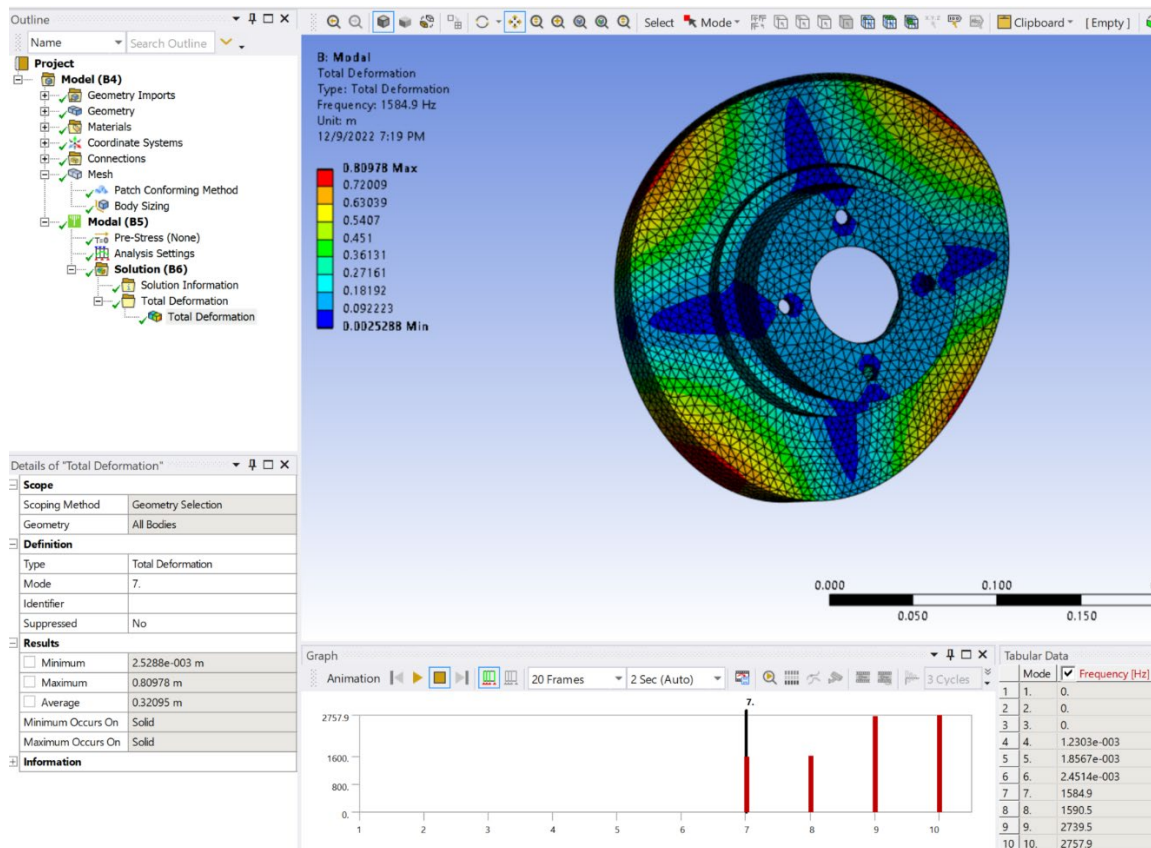 Outline
Name Search Outline
Project
Model (B4)
Geometry Imports
Geometry
Materials
Coordinate Systems
Connections
Mesh
Patch Conforming Method
Body Sizing
Modal (B5)
Pre-Stress (None)
Analysis Settings
Solution (B6)
Solution Information
Total Deformation
Total Deformation
Details of "Total Deformation"
Scope
Scoping Method Geometry Selection
Geometry All Bodies
Definition
Type Total Deformation
Mode 7.
Identifier
Suppressed No
Results
Minimum 2.5288e-003 m
Maximum 0.80978 m
Average 0.32095 m
Minimum Occurs On Solid
Maximum Occurs On Solid
Information
Select Mode Clipboard [Empty]
B: Modal
Total Deformation
Type: Total Deformation
Frequency: 1584.9 Hz
Unit: m
12/9/2022 7:19 PM
0.80978 Max
0.72009
0.63039
0.5407
0.451
0.36131
0.27161
0.18192
0.092223
0.0025288 Min
0.000 0.100
0.050 0.150
Graph
Animation 20 Frames 2 Sec (Auto) 3 Cycles
7.
2757.9
1600.
800.
0.
1 2 3 4 5 6 7 8 9 10
Tabular Data
Mode Frequency [Hz]
1 1. 0.
2 2. 0.
3 3. 0.
4 4. 1.2303e-003
5 5. 1.8567e-003
6 6. 2.4514e-003
7 7. 1584.9
8 8. 1590.5
9 9. 2739.5
10 10. 2757.9